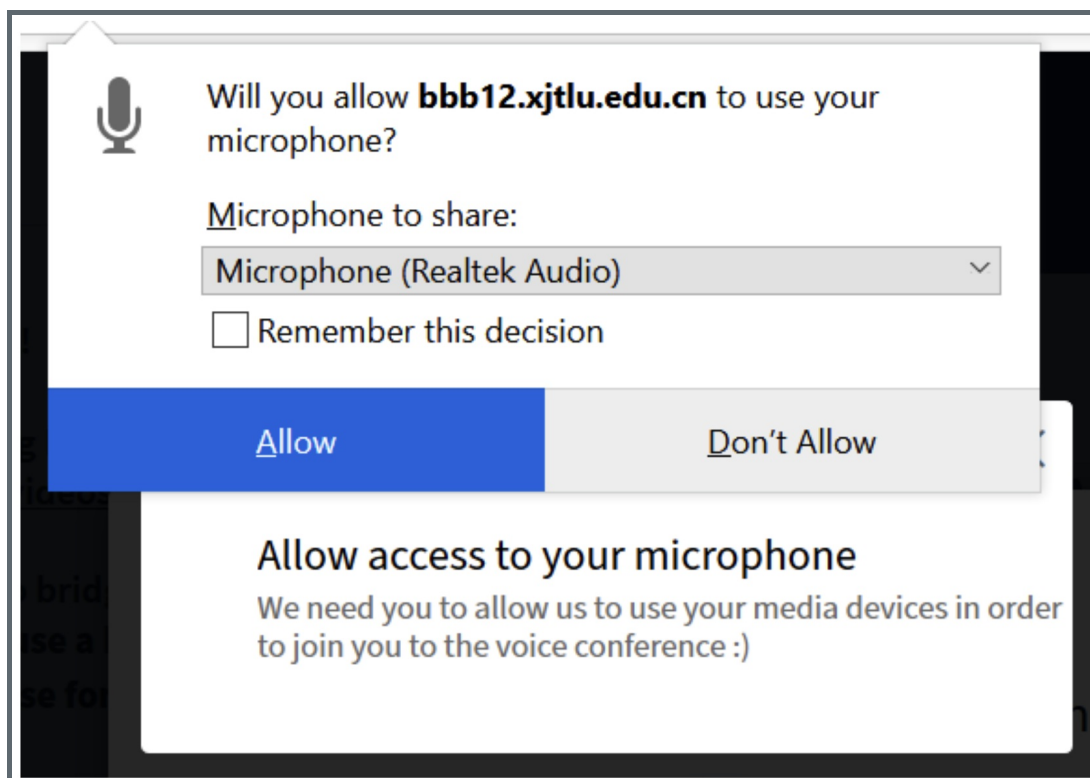 Will you allow bbb12.xjtlu.edu.cn to use your
microphone?
Microphone to share:
Microphone (Realtek Audio)
Remember this decision
Allow
Don't Allow
Allow access to your microphone
We need you to allow us to use your media devices in order
to join you to the voice conference :)